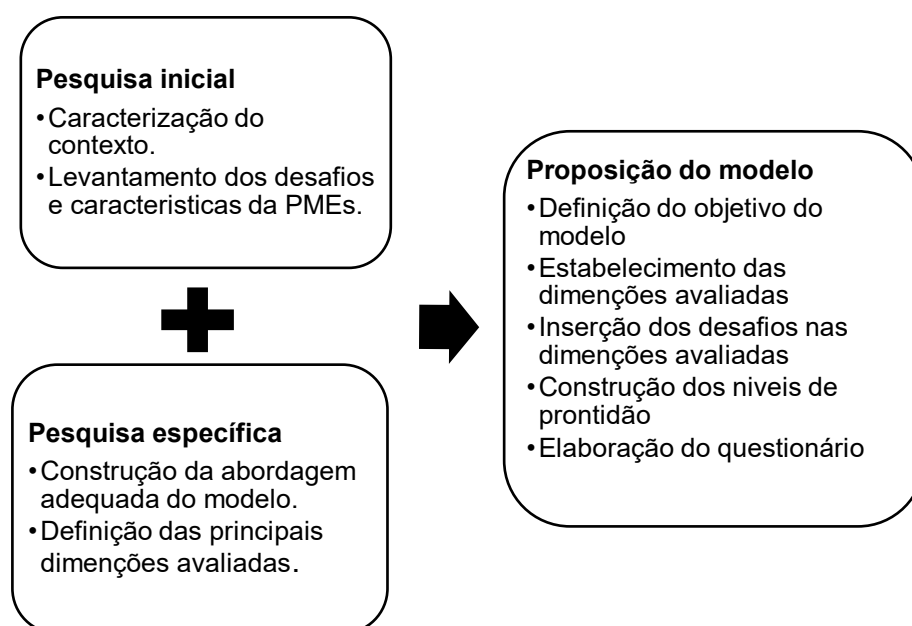 Pesquisa inicial
•Caracterização do
contexto.
•Levantamento dos desafios
e caracteristicas da PMEs.
Pesquisa específica
•Construção da abordagem
adequada do modelo.
•Definição das principais
dimenções avaliadas.
Proposição do modelo
•Definição do objetivo do
modelo
•Estabelecimento das
dimenções avaliadas
•Inserção dos desafios nas
dimenções avaliadas
•Construção dos niveis de
prontidão
•Elaboração do questionário